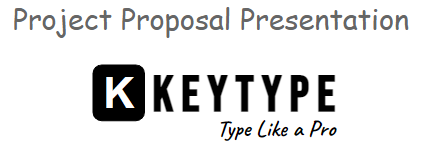 Project Proposal Presentation
K KEYTYPE
Type Like a Pro